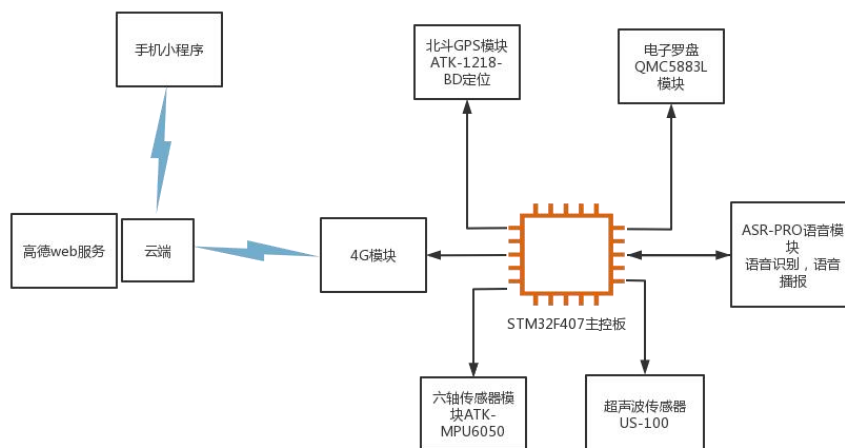 手机小程序
北斗GPS模块
ATK-1218-
BD定位
电子罗盘
QMC5883L
模块
高德web服务
云端
4G模块
ASR-PRO语音模
块
语音识别，语音
播报
STM32F407主控板
六轴传感器模
块ATK-
MPU6050
超声波传感器
US-100